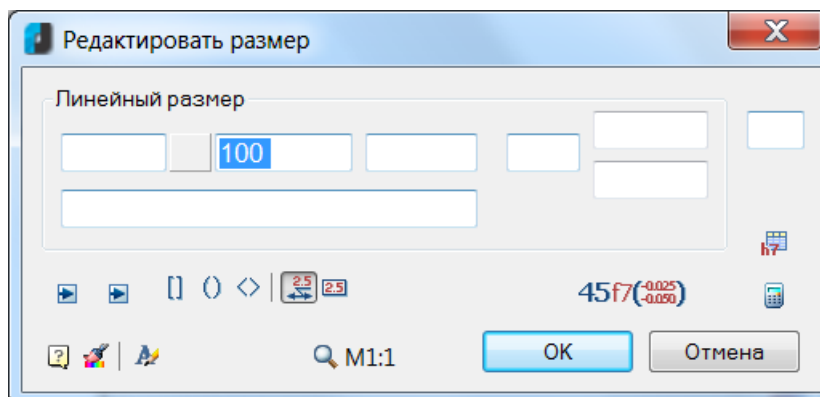 Редактировать размер
Линейный размер
100
h7
[] () <> 2.5 2.5
45f7(-0.025 -0.050)
?
M1:1 OK Отмена